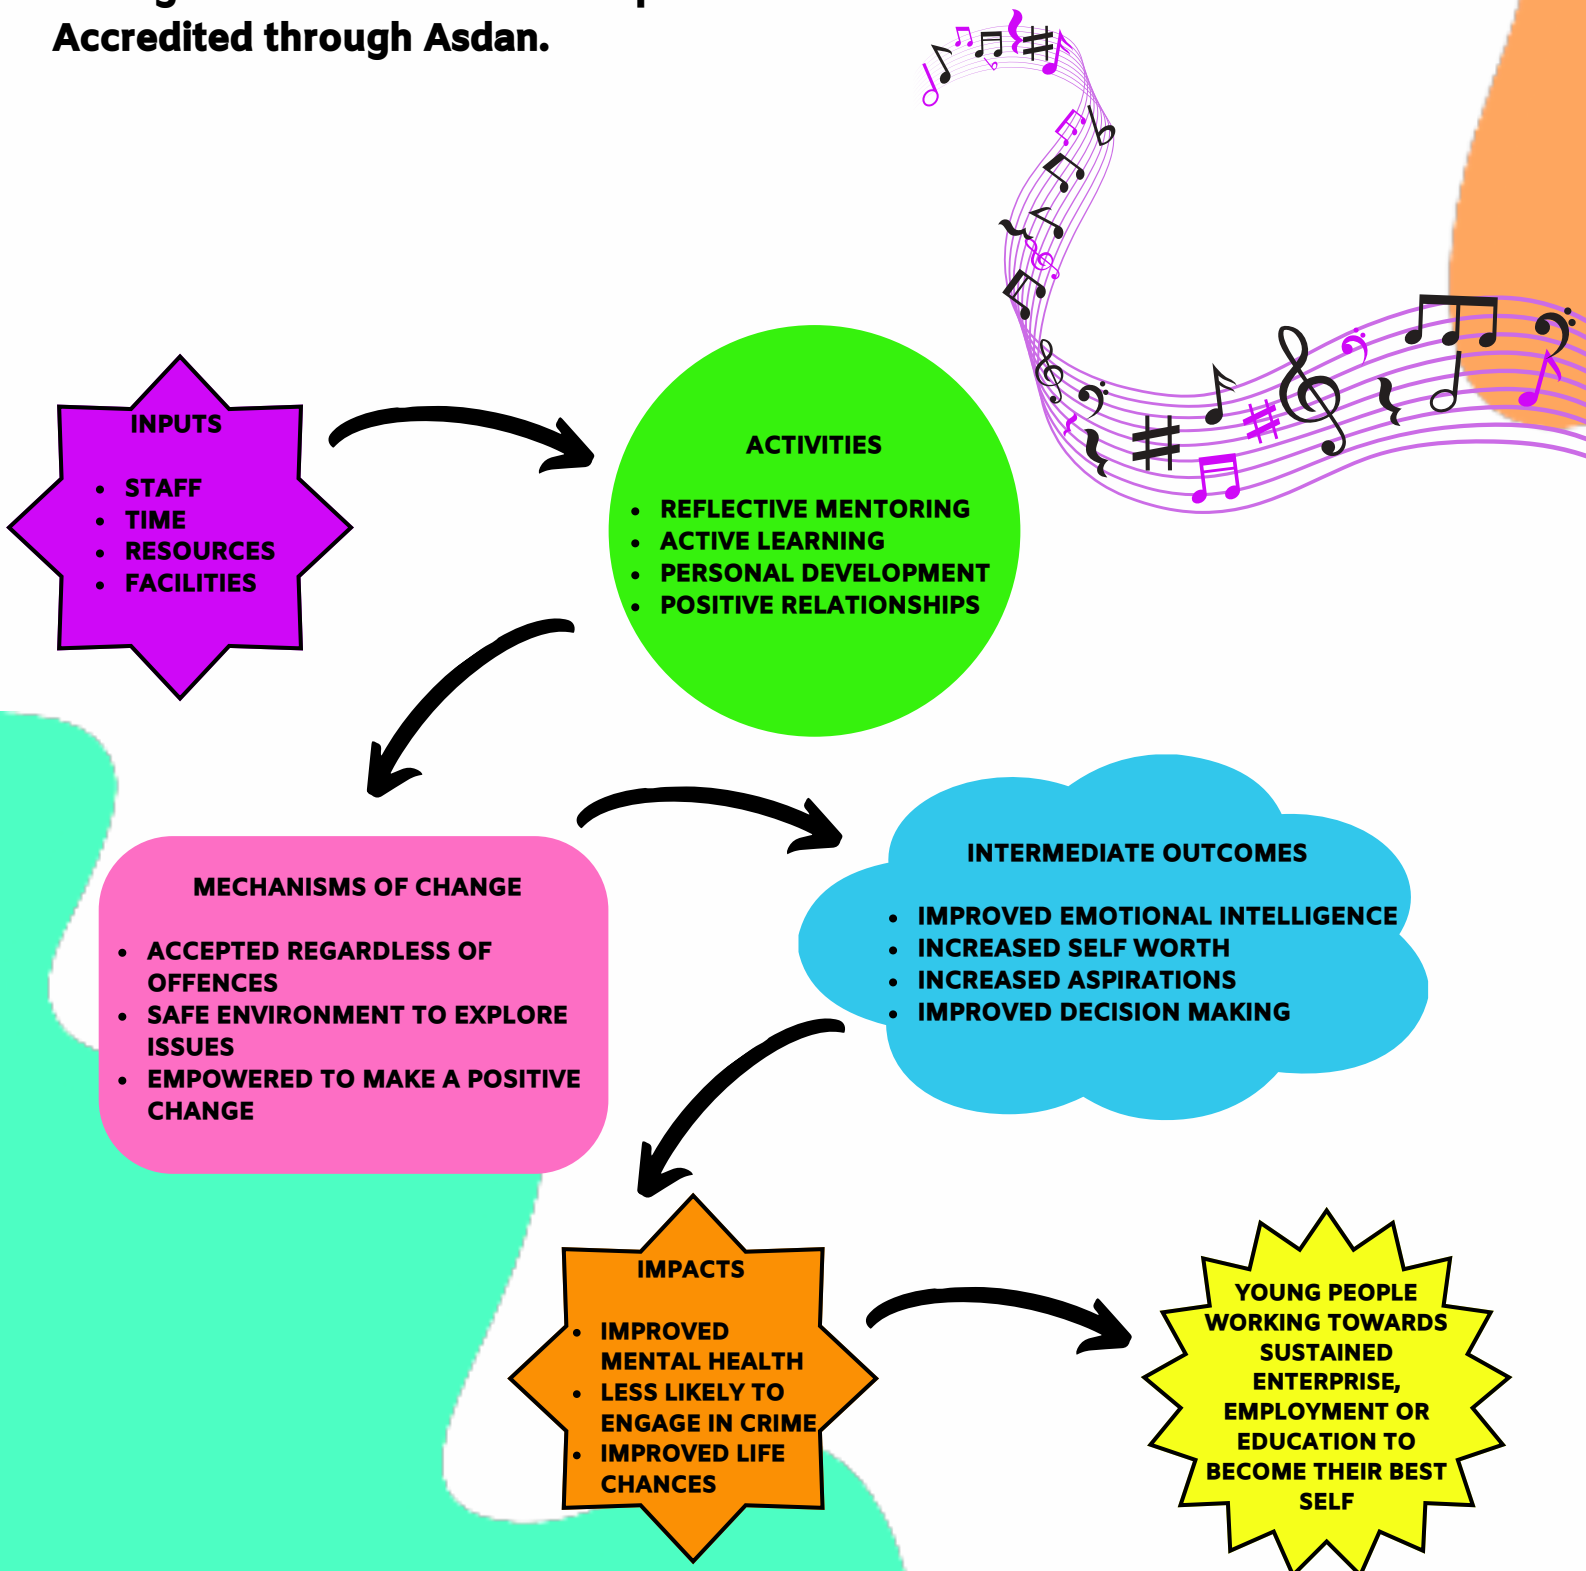 Accredited through Asdan.
INPUTS
• STAFF
• TIME
• RESOURCES
• FACILITIES
ACTIVITIES
• REFLECTIVE MENTORING
• ACTIVE LEARNING
• PERSONAL DEVELOPMENT
• POSITIVE RELATIONSHIPS
MECHANISMS OF CHANGE
• ACCEPTED REGARDLESS OF
OFFENCES
• SAFE ENVIRONMENT TO EXPLORE
ISSUES
• EMPOWERED TO MAKE A POSITIVE
CHANGE
INTERMEDIATE OUTCOMES
• IMPROVED EMOTIONAL INTELLIGENCE
• INCREASED SELF WORTH
• INCREASED ASPIRATIONS
• IMPROVED DECISION MAKING
IMPACTS
• IMPROVED
MENTAL HEALTH
• LESS LIKELY TO
ENGAGE IN CRIME
• IMPROVED LIFE
CHANCES
YOUNG PEOPLE
WORKING TOWARDS
SUSTAINED
ENTERPRISE,
EMPLOYMENT OR
EDUCATION TO
BECOME THEIR BEST
SELF